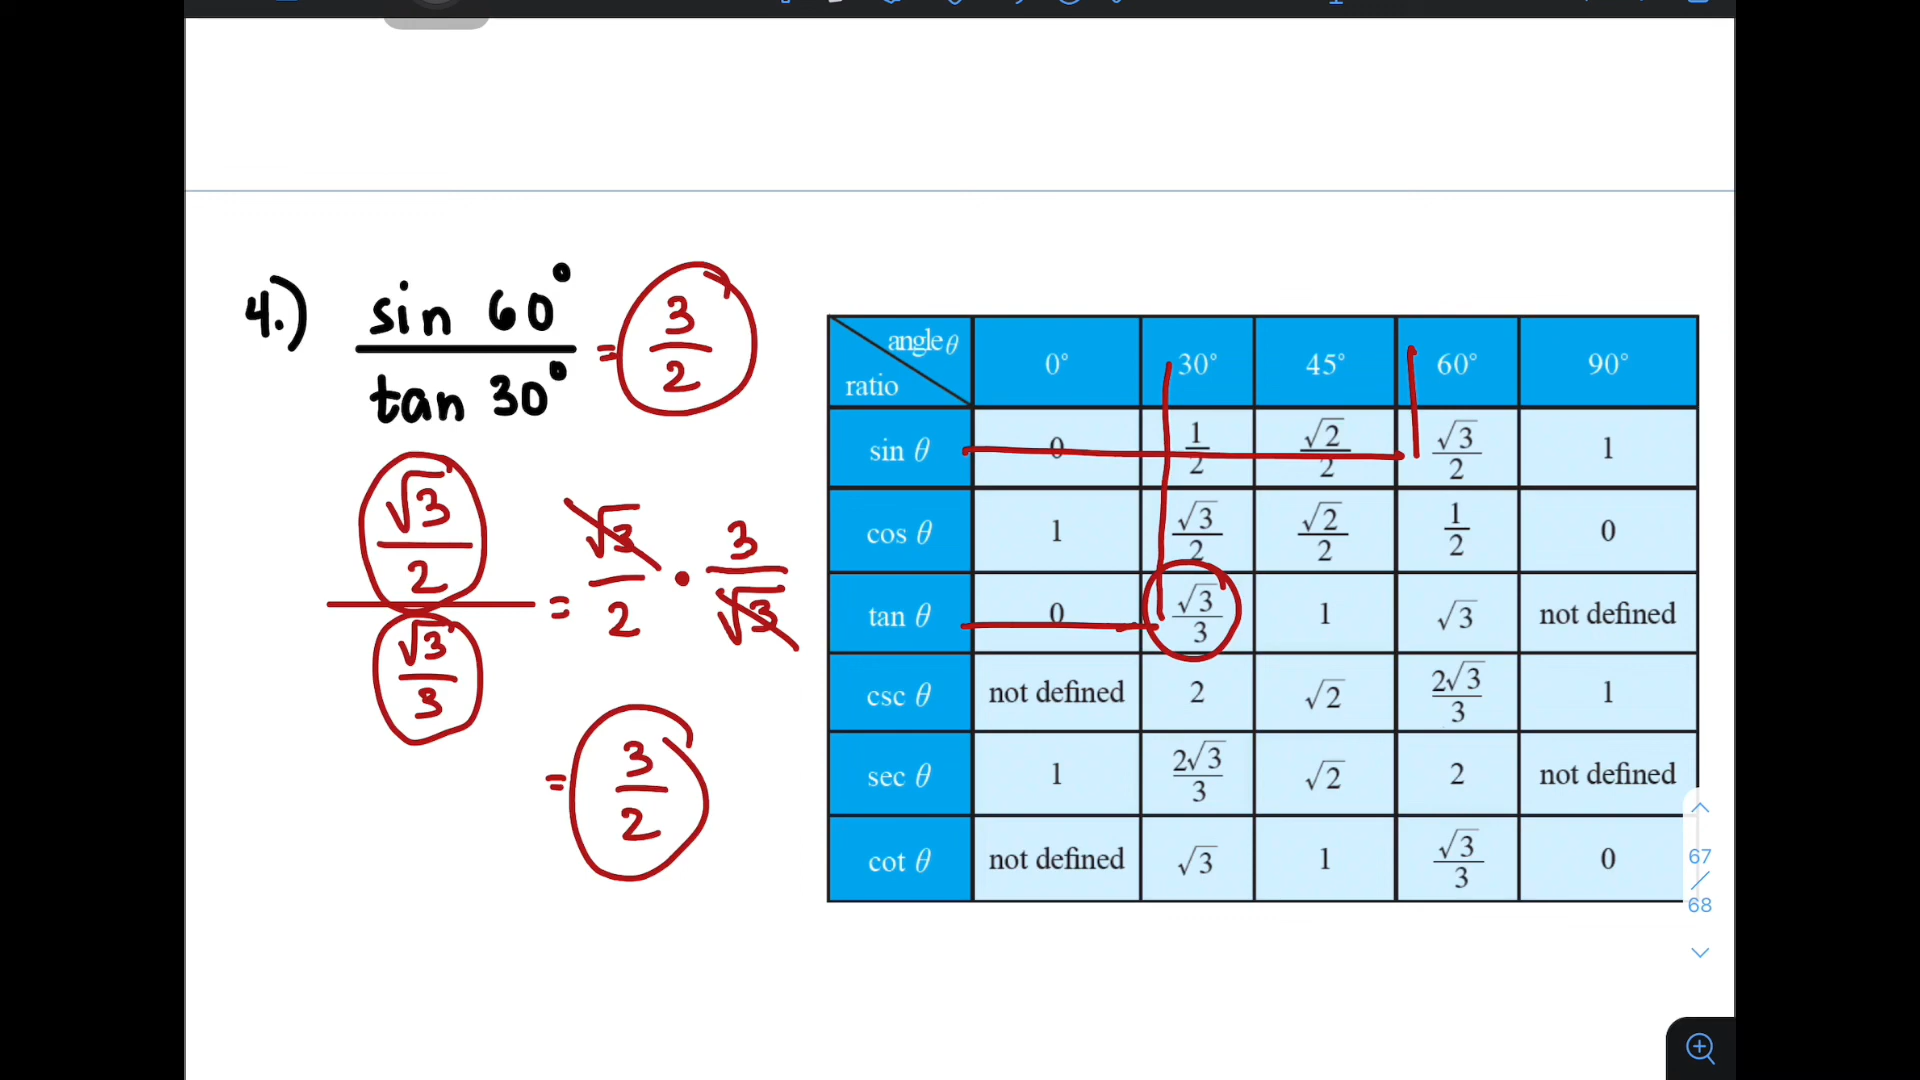 4.) sin 60° / tan 30° = 3/2
√3/2 / √3/3 = √3/2 · 3/√3
= 3/2
angle θ
ratio 0° 30° 45° 60° 90°
sin θ 0 1/2 √2/2 √3/2 1
cos θ 1 √3/2 √2/2 1/2 0
tan θ 0 √3/3 1 √3 not defined
csc θ not defined 2 √2 2√3/3 1
sec θ 1 2√3/3 √2 2 not defined
cot θ not defined √3 1 √3/3 0
67
/
68